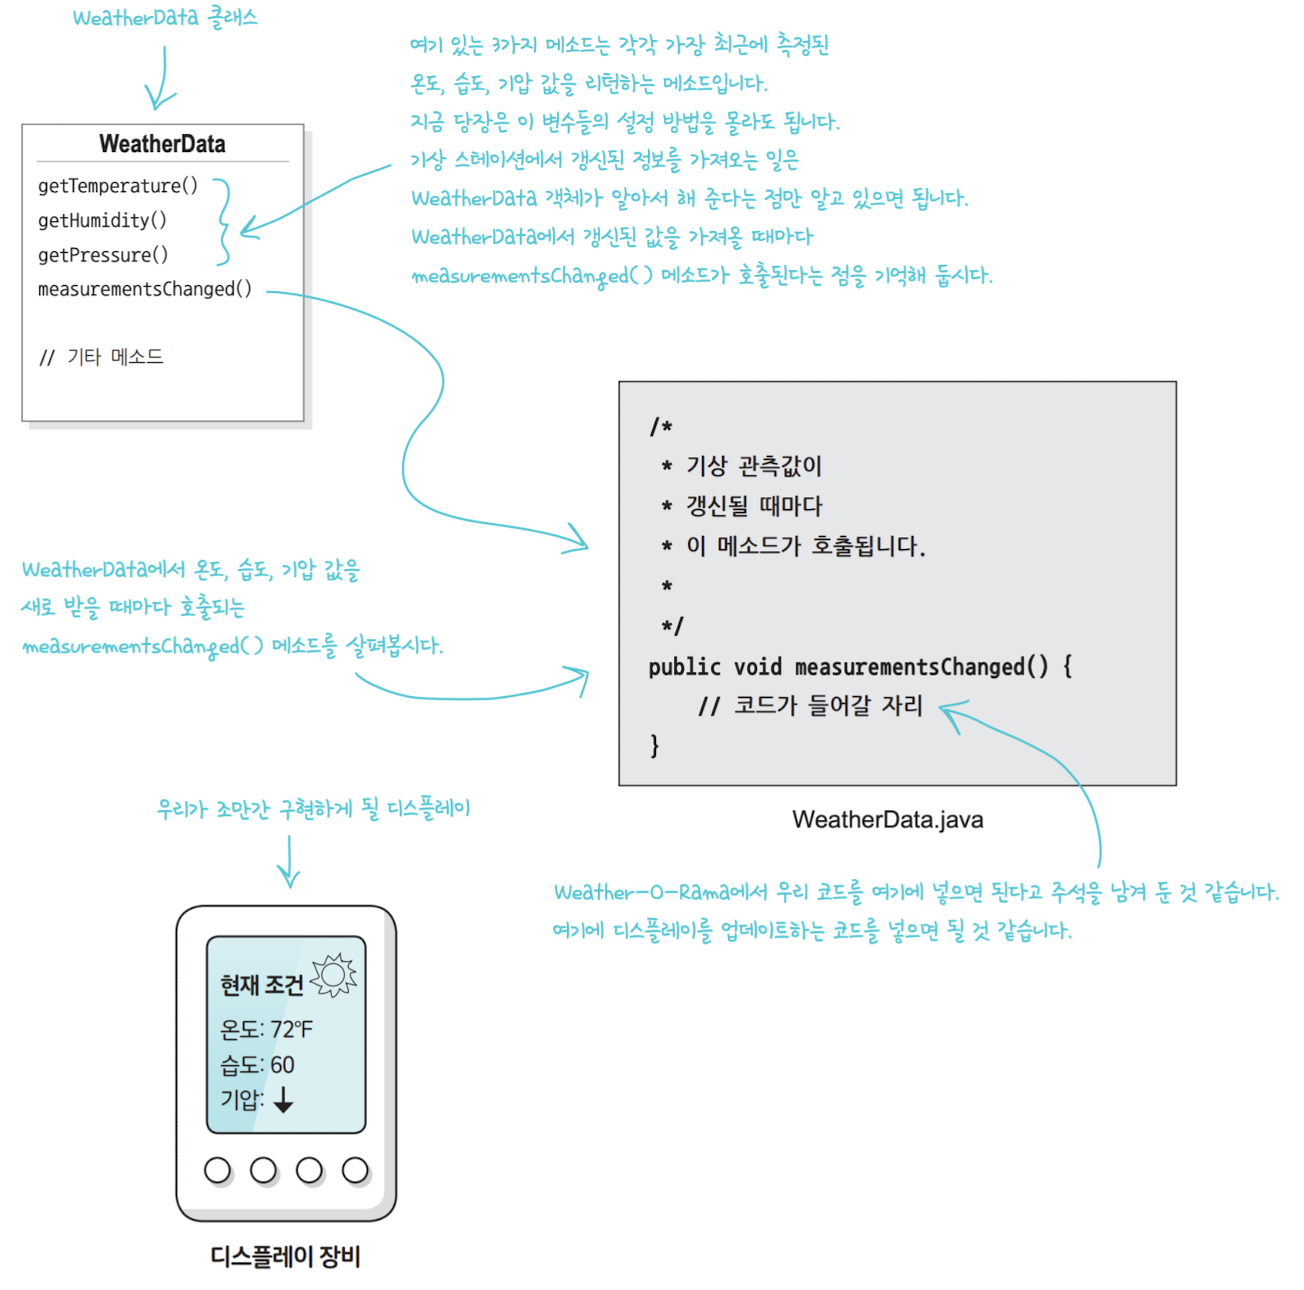 WeatherData 클래스
여기 있는 3가지 메소드는 각각 가장 최근에 측정된
온도, 습도, 기압 값을 리턴하는 메소드입니다.
지금 당장은 이 변수들의 설정 방법을 몰라도 됩니다.
기상 스테이션에서 갱신된 정보를 가져오는 일은
WeatherData 객체가 알아서 해 준다는 점만 알고 있으면 됩니다.
WeatherData에서 갱신된 값을 가져올 때마다
measurementsChanged() 메소드가 호출된다는 점을 기억해 둡시다.
WeatherData
getTemperature()
getHumidity()
getPressure()
measurementsChanged()
// 기타 메소드
/*
* 기상 관측값이
* 갱신될 때마다
* 이 메소드가 호출됩니다.
*
*/
public void measurementsChanged() {
// 코드가 들어갈 자리
}
WeatherData.java
WeatherData에서 온도, 습도, 기압 값을
새로 받을 때마다 호출되는
measurementsChanged() 메소드를 살펴봅시다.
우리가 조만간 구현하게 될 디스플레이
Weather-O-Rama에서 우리 코드를 여기에 넣으면 된다고 주석을 남겨 둔 것 같습니다.
여기에 디스플레이를 업데이트하는 코드를 넣으면 될 것 같습니다.
현재 조건
온도: 72°F
습도: 60
기압:
디스플레이 장비